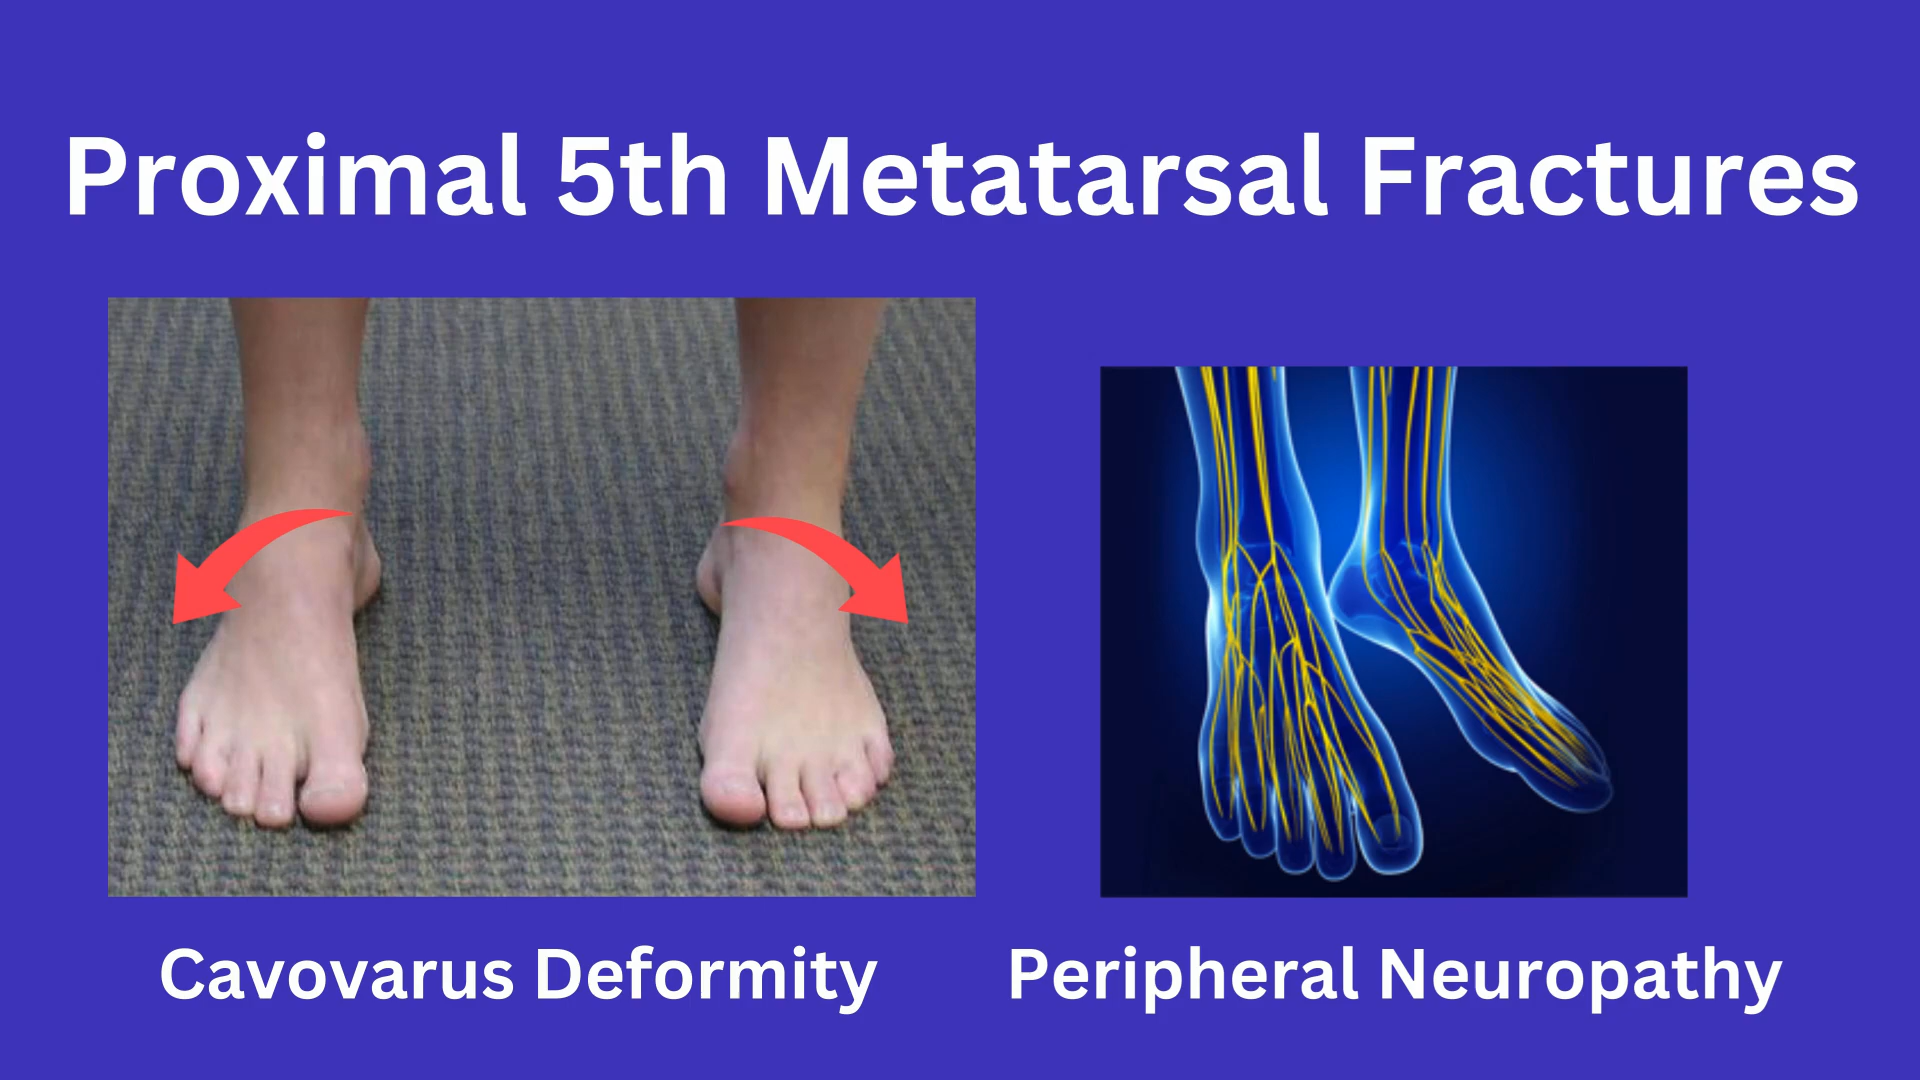 Proximal 5th Metatarsal Fractures
Cavovarus Deformity
Peripheral Neuropathy